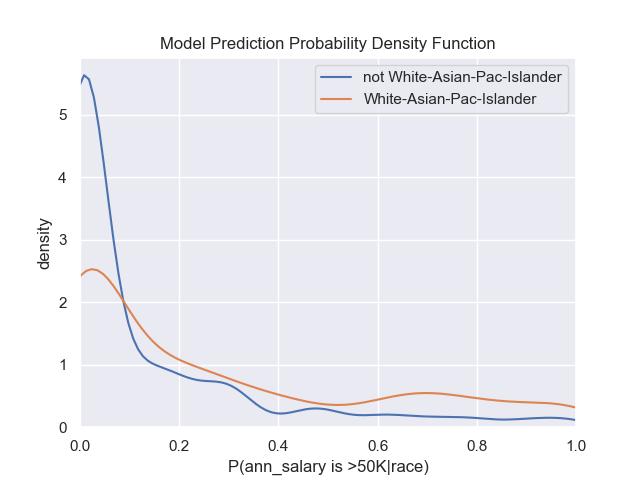 Model Prediction Probability Density Function
not White-Asian-Pac-Islander
White-Asian-Pac-Islander
density
5
4
3
2
1
0
0.0 0.2 0.4 0.6 0.8 1.0
P(ann_salary is >50K|race)